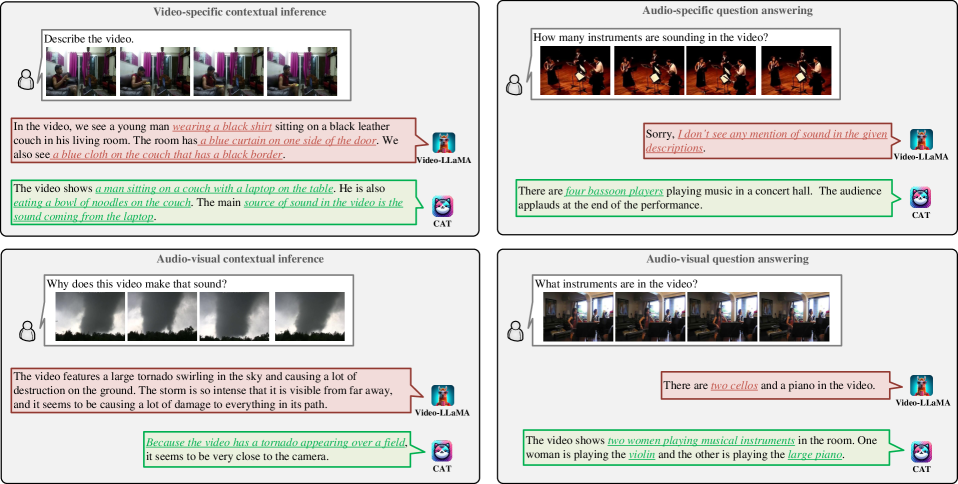 Video-specific contextual inference
Describe the video.
In the video, we see a young man wearing a black shirt sitting on a black leather
couch in his living room. The room has a blue curtain on one side of the door. We
also see a blue cloth on the couch that has a black border.
Video-LLaMA
The video shows a man sitting on a couch with a laptop on the table. He is also
eating a bowl of noodles on the couch. The main source of sound in the video is the
sound coming from the laptop.
CAT
Audio-specific question answering
How many instruments are sounding in the video?
Sorry, I don't see any mention of sound in the given
descriptions.
Video-LLaMA
There are four bassoon players playing music in a concert hall. The audience
applauds at the end of the performance.
CAT
Audio-visual contextual inference
Why does this video make that sound?
The video features a large tornado swirling in the sky and causing a lot of
destruction on the ground. The storm is so intense that it is visible from far away,
and it seems to be causing a lot of damage to everything in its path.
Video-LLaMA
Because the video has a tornado appearing over a field,
it seems to be very close to the camera.
CAT
Audio-visual question answering
What instruments are in the video?
There are two cellos and a piano in the video.
Video-LLaMA
The video shows two women playing musical instruments in the room. One
woman is playing the violin and the other is playing the large piano.
CAT